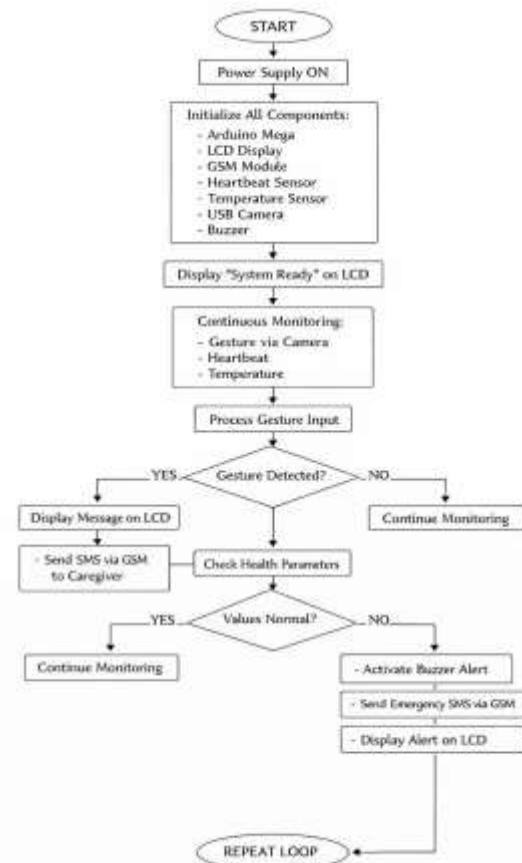 START
Power Supply ON
Initialize All Components:
- Arduino Mega
- LCD Display
- GSM Module
- Heartbeat Sensor
- Temperature Sensor
- USB Camera
- Buzzer
Display "System Ready" on LCD
Continuous Monitoring:
- Gesture via Camera
- Heartbeat
- Temperature
Process Gesture Input
YES
Gesture Detected?
NO
Display Message on LCD
Continue Monitoring
- Send SMS via GSM
to Caregiver
Check Health Parameters
YES
Values Normal?
NO
Continue Monitoring
- Activate Buzzer Alert
- Send Emergency SMS via GSM
- Display Alert on LCD
REPEAT LOOP